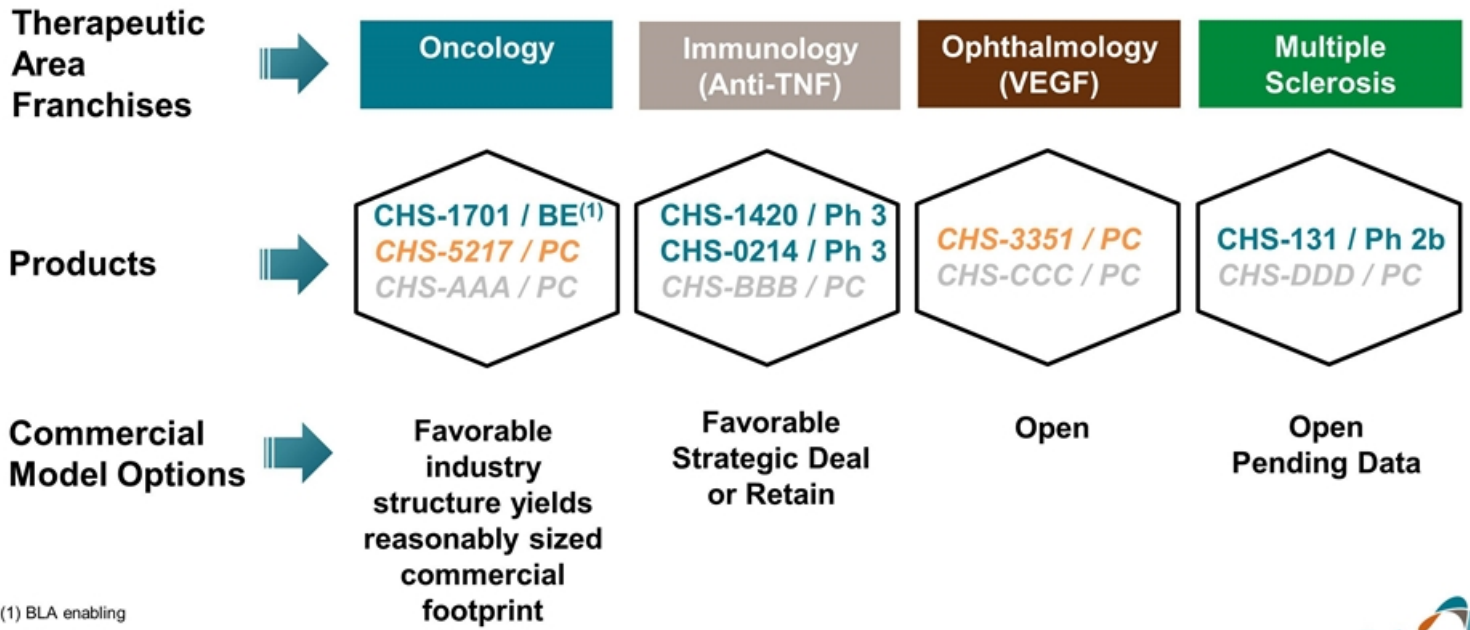 Therapeutic
Area
Franchises
Oncology
Immunology
(Anti-TNF)
Ophthalmology
(VEGF)
Multiple
Sclerosis
Products
CHS-1701 / BE(1)
CHS-5217 / PC
CHS-AAA / PC
CHS-1420 / Ph 3
CHS-0214 / Ph 3
CHS-BBB / PC
CHS-3351 / PC
CHS-CCC / PC
CHS-131 / Ph 2b
CHS-DDD / PC
Commercial
Model Options
Favorable
industry
structure yields
reasonably sized
commercial
footprint
Favorable
Strategic Deal
or Retain
Open
Open
Pending Data
(1) BLA enabling